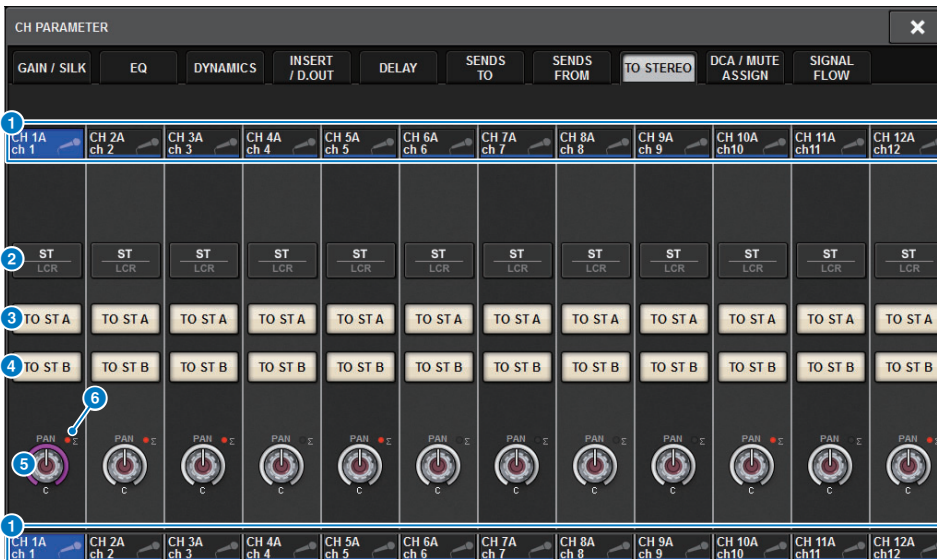 CH PARAMETER
×
GAIN / SILK EQ DYNAMICS INSERT / D.OUT DELAY SENDS TO SENDS FROM TO STEREO DCA / MUTE ASSIGN SIGNAL FLOW
1
CH 1A CH 2A CH 3A CH 4A CH 5A CH 6A CH 7A CH 8A CH 9A CH 10A CH 11A CH 12A
ch 1 ch 2 ch 3 ch 4 ch 5 ch 6 ch 7 ch 8 ch 9 ch10 ch11 ch12
2 ST ST ST ST ST ST ST ST ST ST ST ST
LCR LCR LCR LCR LCR LCR LCR LCR LCR LCR LCR LCR
3 TO ST A TO ST A TO ST A TO ST A TO ST A TO ST A TO ST A TO ST A TO ST A TO ST A TO ST A TO ST A
4 TO ST B TO ST B TO ST B TO ST B TO ST B TO ST B TO ST B TO ST B TO ST B TO ST B TO ST B TO ST B
6
PAN Σ PAN Σ PAN Σ PAN Σ PAN Σ PAN Σ PAN Σ PAN Σ PAN Σ PAN Σ PAN Σ PAN Σ
5
C C C C C C C C C C C C
1
CH 1A CH 2A CH 3A CH 4A CH 5A CH 6A CH 7A CH 8A CH 9A CH 10A CH 11A CH 12A
ch 1 ch 2 ch 3 ch 4 ch 5 ch 6 ch 7 ch 8 ch 9 ch10 ch11 ch12